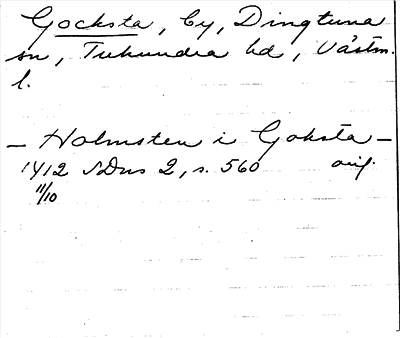 Gocksta, by, Dingtuna
sn, Tuhundra hd, Västm.
l.
- Holmsten i Goksta -
1412 SDns 2, s. 560 orig.
11/10